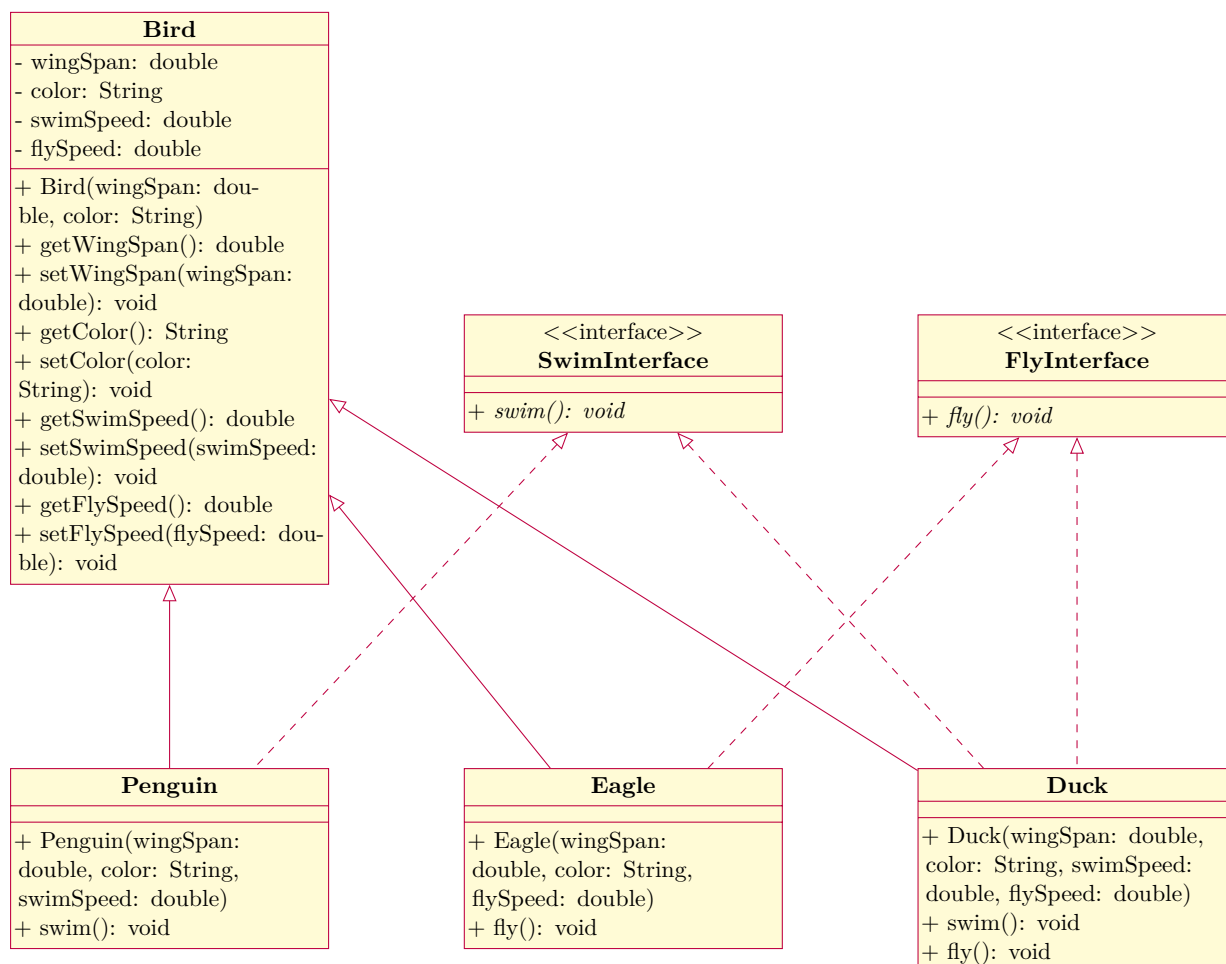 Bird
- wingSpan: double
- color: String
- swimSpeed: double
- flySpeed: double
+ Bird(wingSpan: dou-
ble, color: String)
+ getWingSpan(): double
+ setWingSpan(wingSpan:
double): void
+ getColor(): String
+ setColor(color:
String): void
+ getSwimSpeed(): double
+ setSwimSpeed(swimSpeed:
double): void
+ getFlySpeed(): double
+ setFlySpeed(flySpeed: dou-
ble): void
<<interface>>
SwimInterface
+ swim(): void
<<interface>>
FlyInterface
+ fly(): void
Penguin
+ Penguin(wingSpan:
double, color: String,
swimSpeed: double)
+ swim(): void
Eagle
+ Eagle(wingSpan:
double, color: String,
flySpeed: double)
+ fly(): void
Duck
+ Duck(wingSpan: double,
color: String, swimSpeed:
double, flySpeed: double)
+ swim(): void
+ fly(): void